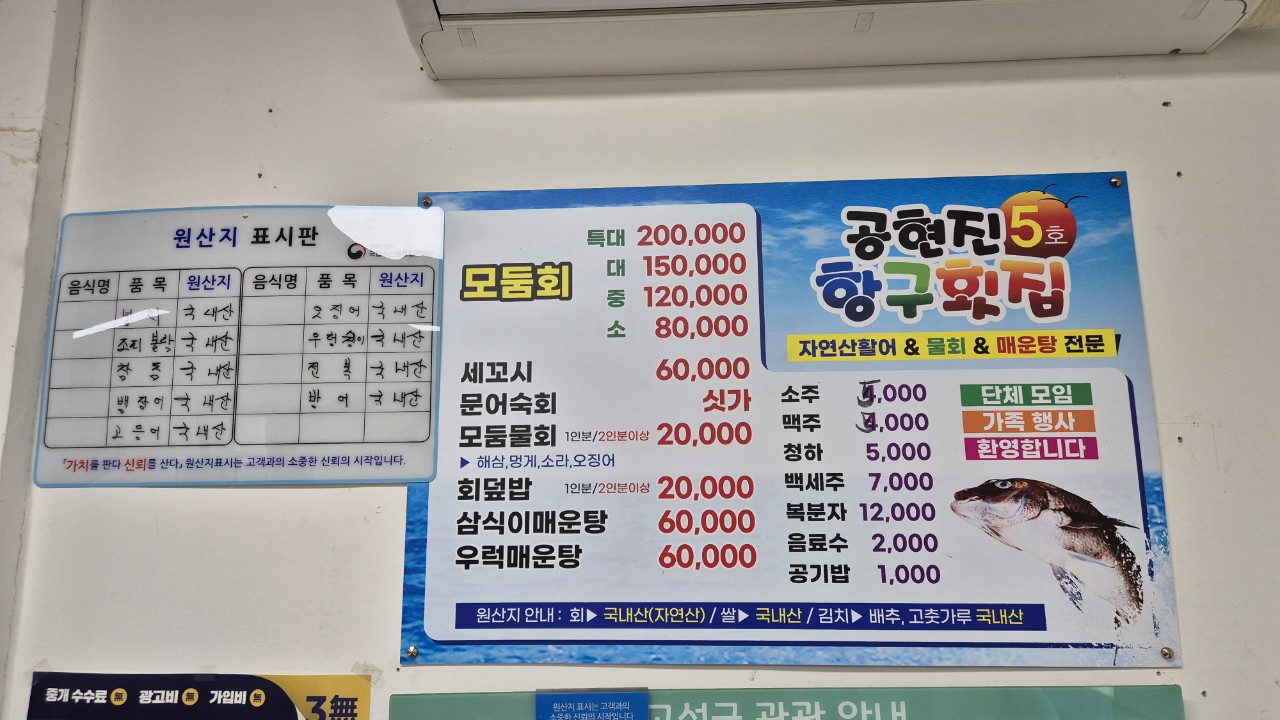 원산지 표시판
음식명 품목 원산지 음식명 품목 원산지
국내산 오징어 국내산
조피볼락 국내산 우럭 국내산
참돔 국내산 전복 국내산
뱀장어 국내산 방어 국내산
고등어 국내산
「가치를 판다 신뢰를 산다」 원산지표시는 고객과의 소중한 신뢰의 시작입니다.
공현진 5호
항구횟집
자연산활어 & 물회 & 매운탕 전문
모둠회
특대 200,000
대 150,000
중 120,000
소 80,000
세꼬시 60,000
문어숙회 싯가
모둠물회 1인분/2인분이상 20,000
▶ 해삼,멍게,소라,오징어
회덮밥 1인분/2인분이상 20,000
삼식이매운탕 60,000
우럭매운탕 60,000
소주 5,000
맥주 5,000
청하 5,000
백세주 7,000
복분자 12,000
음료수 2,000
공기밥 1,000
단체 모임
가족 행사
환영합니다
원산지 안내 : 회▶ 국내산(자연산) / 쌀▶ 국내산 / 김치▶ 배추, 고춧가루 국내산
중개 수수료 無 광고비 無 가입비 無
3無
원산지 표시는 고객과의
소중한 신뢰의 시작입니다
고성군 관광 안내